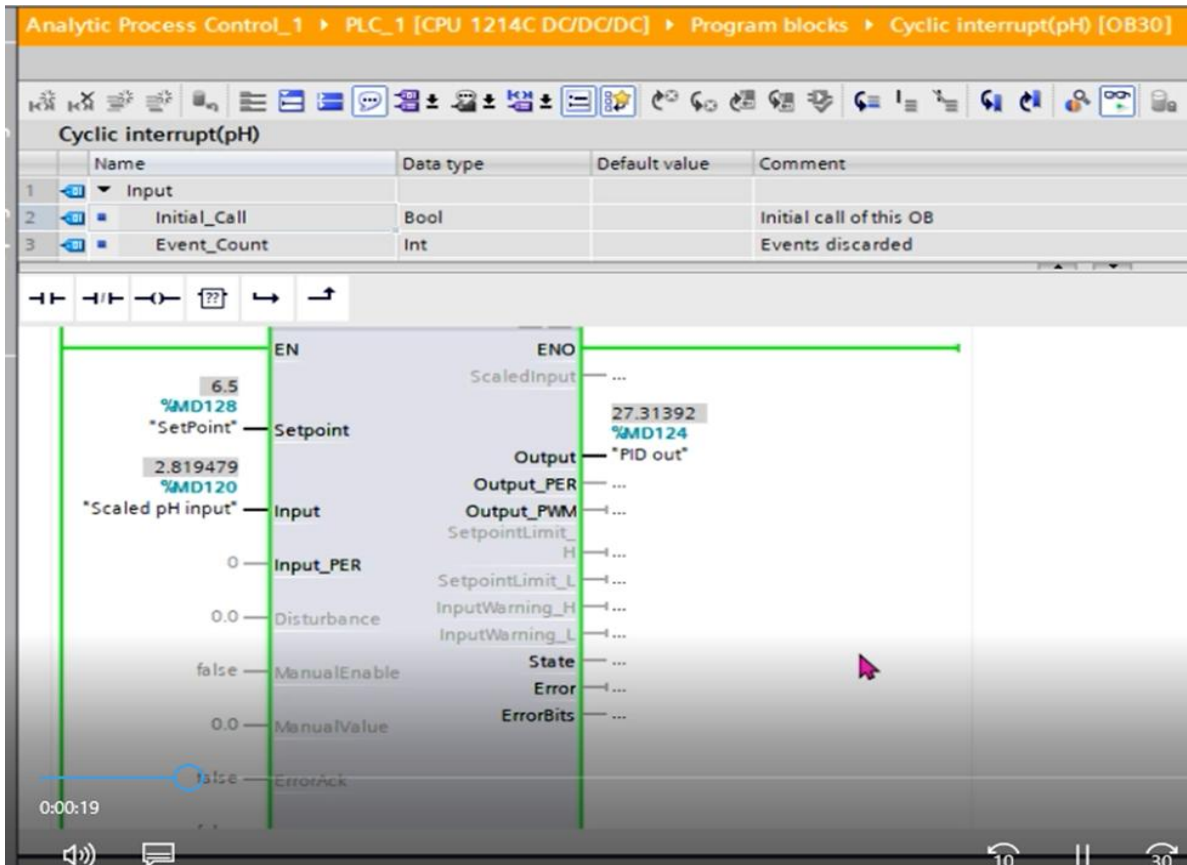 Analytic Process Control_1 ▸ PLC_1 [CPU 1214C DC/DC/DC] ▸ Program blocks ▸ Cyclic interrupt(pH) [OB30]
Cyclic interrupt(pH)
Name Data type Default value Comment
1 Input
2 Initial_Call Bool Initial call of this OB
3 Event_Count Int Events discarded
??
EN ENO
ScaledInput ...
6.5
%MD128
"SetPoint" Setpoint
27.31392
%MD124
Output "PID out"
2.819479
%MD120
"Scaled pH input" Input
Output_PER ...
Output_PWM ...
SetpointLimit_
H ...
0 Input_PER
SetpointLimit_L ...
InputWarning_H ...
0.0 Disturbance
InputWarning_L ...
State ...
false ManualEnable
Error ...
ErrorBits ...
0.0 ManualValue
false ErrorAck
0:00:19
10
30